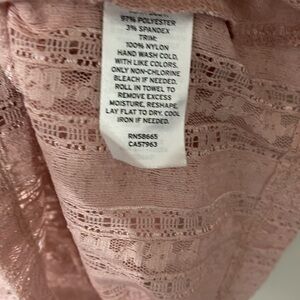 97% POLYESTER
3% SPANDEX
TRIM:
100% NYLON
HAND WASH COLD,
WITH LIKE COLORS.
ONLY NON-CHLORINE
BLEACH IF NEEDED.
ROLL IN TOWEL TO
REMOVE EXCESS
MOISTURE, RESHAPE,
LAY FLAT TO DRY. COOL
IRON IF NEEDED.
RN58665
CA57963